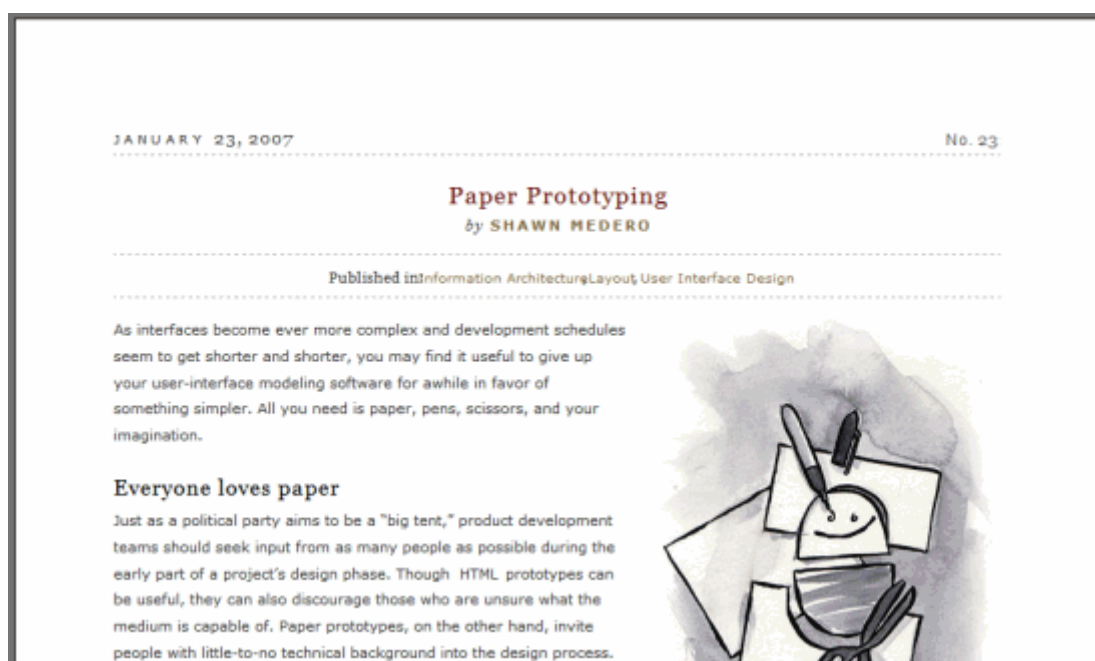 JANUARY 23, 2007 No. 23
Paper Prototyping
by SHAWN MEDERO
Published in Information Architecture, Layout, User Interface Design
As interfaces become ever more complex and development schedules
seem to get shorter and shorter, you may find it useful to give up
your user-interface modeling software for awhile in favor of
something simpler. All you need is paper, pens, scissors, and your
imagination.
Everyone loves paper
Just as a political party aims to be a “big tent,” product development
teams should seek input from as many people as possible during the
early part of a project’s design phase. Though HTML prototypes can
be useful, they can also discourage those who are unsure what the
medium is capable of. Paper prototypes, on the other hand, invite
people with little-to-no technical background into the design process.